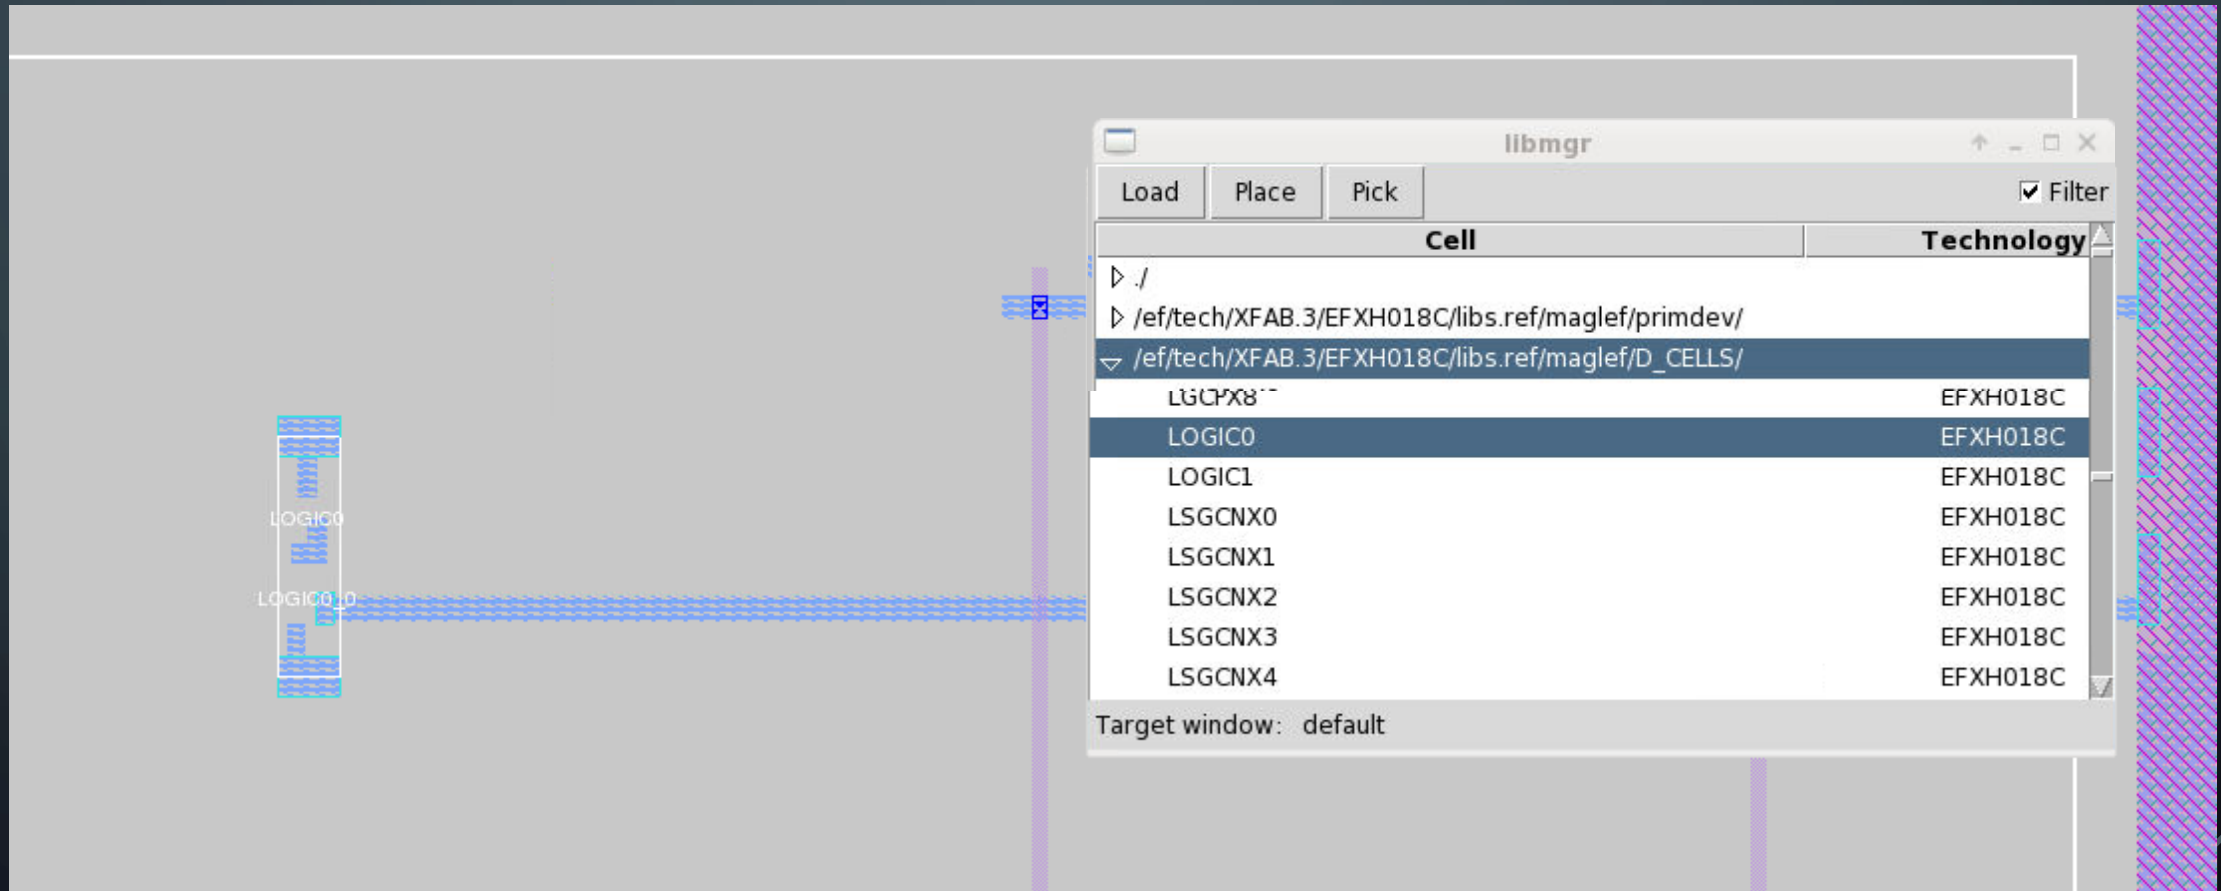 libmgr
Load Place Pick Filter
Cell Technology
./
/ef/tech/XFAB.3/EFXH018C/libs.ref/maglef/primdev/
/ef/tech/XFAB.3/EFXH018C/libs.ref/maglef/D_CELLS/
LGCPX8 EFXH018C
LOGIC0 EFXH018C
LOGIC1 EFXH018C
LSGCNX0 EFXH018C
LSGCNX1 EFXH018C
LSGCNX2 EFXH018C
LSGCNX3 EFXH018C
LSGCNX4 EFXH018C
Target window: default
LOGIC0
LOGIC0_0